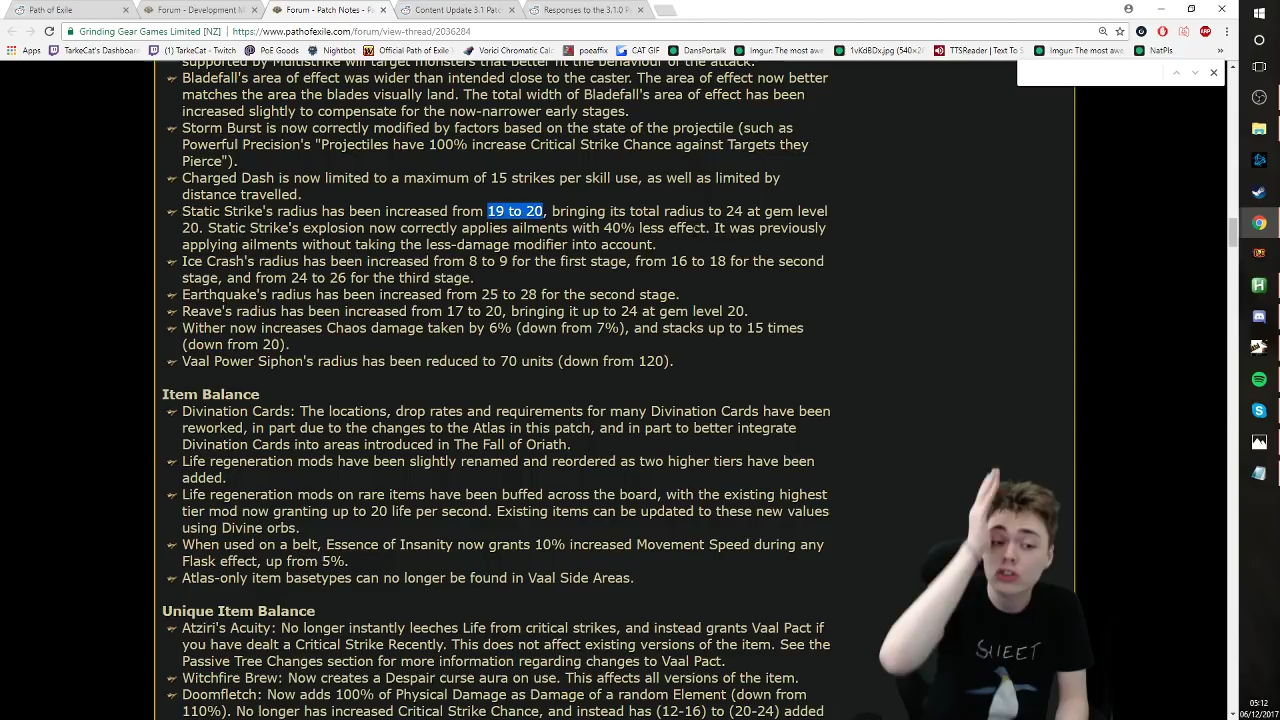 Path of Exile
Forum - Development M
Forum - Patch Notes - Pa
Content Update 3.1 Patc
Responses to the 3.1.0 P
Grinding Gear Games Limited [NZ]
https://www.pathofexile.com/forum/view-thread/2036284
Apps
TarkeCat's Dashboa
(1) TarkeCat - Twitch
PoE Goods
Nightbot
Official Path of Exile
Vorici Chromatic Calc
poeaffix
CAT GIF
DansPortalk
Imgur: The most awe
1vKdBDx.jpg (540×2
TTSReader | Text To S
Imgur: The most awe
NatPls
supported by Multistrike will target monsters that better fit the behaviour of the attack.
Bladefall's area of effect was wider than intended close to the caster. The area of effect now better
matches the area the blades visually land. The total width of Bladefall's area of effect has been
increased slightly to compensate for the now-narrower early stages.
Storm Burst is now correctly modified by factors based on the state of the projectile (such as
Powerful Precision's "Projectiles have 100% increase Critical Strike Chance against Targets they
Pierce").
Charged Dash is now limited to a maximum of 15 strikes per skill use, as well as limited by
distance travelled.
Static Strike's radius has been increased from 19 to 20, bringing its total radius to 24 at gem level
20. Static Strike's explosion now correctly applies ailments with 40% less effect. It was previously
applying ailments without taking the less-damage modifier into account.
Ice Crash's radius has been increased from 8 to 9 for the first stage, from 16 to 18 for the second
stage, and from 24 to 26 for the third stage.
Earthquake's radius has been increased from 25 to 28 for the second stage.
Reave's radius has been increased from 17 to 20, bringing it up to 24 at gem level 20.
Wither now increases Chaos damage taken by 6% (down from 7%), and stacks up to 15 times
(down from 20).
Vaal Power Siphon's radius has been reduced to 70 units (down from 120).
Item Balance
Divination Cards: The locations, drop rates and requirements for many Divination Cards have been
reworked, in part due to the changes to the Atlas in this patch, and in part to better integrate
Divination Cards into areas introduced in The Fall of Oriath.
Life regeneration mods have been slightly renamed and reordered as two higher tiers have been
added.
Life regeneration mods on rare items have been buffed across the board, with the existing highest
tier mod now granting up to 20 life per second. Existing items can be updated to these new values
using Divine orbs.
When used on a belt, Essence of Insanity now grants 10% increased Movement Speed during any
Flask effect, up from 5%.
Atlas-only item basetypes can no longer be found in Vaal Side Areas.
Unique Item Balance
Atziri's Acuity: No longer instantly leeches Life from critical strikes, and instead grants Vaal Pact if
you have dealt a Critical Strike Recently. This does not affect existing versions of the item. See the
Passive Tree Changes section for more information regarding changes to Vaal Pact.
Witchfire Brew: Now creates a Despair curse aura on use. This affects all versions of the item.
Doomfletch: Now adds 100% of Physical Damage as Damage of a random Element (down from
110%). No longer has increased Critical Strike Chance, and instead has (12-16) to (20-24) added
SHEET
05:12
06/12/2017